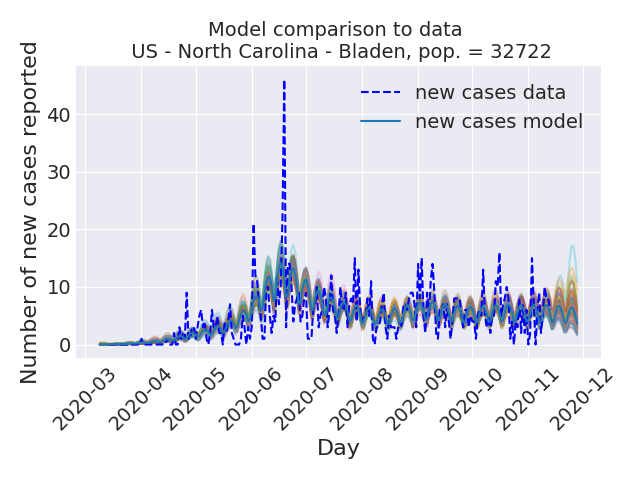 Model comparison to data
US - North Carolina - Bladen, pop. = 32722
Number of new cases reported
40
30
20
10
0
new cases data
new cases model
2020-03
2020-04
2020-05
2020-06
2020-07
2020-08
2020-09
2020-10
2020-11
2020-12
Day